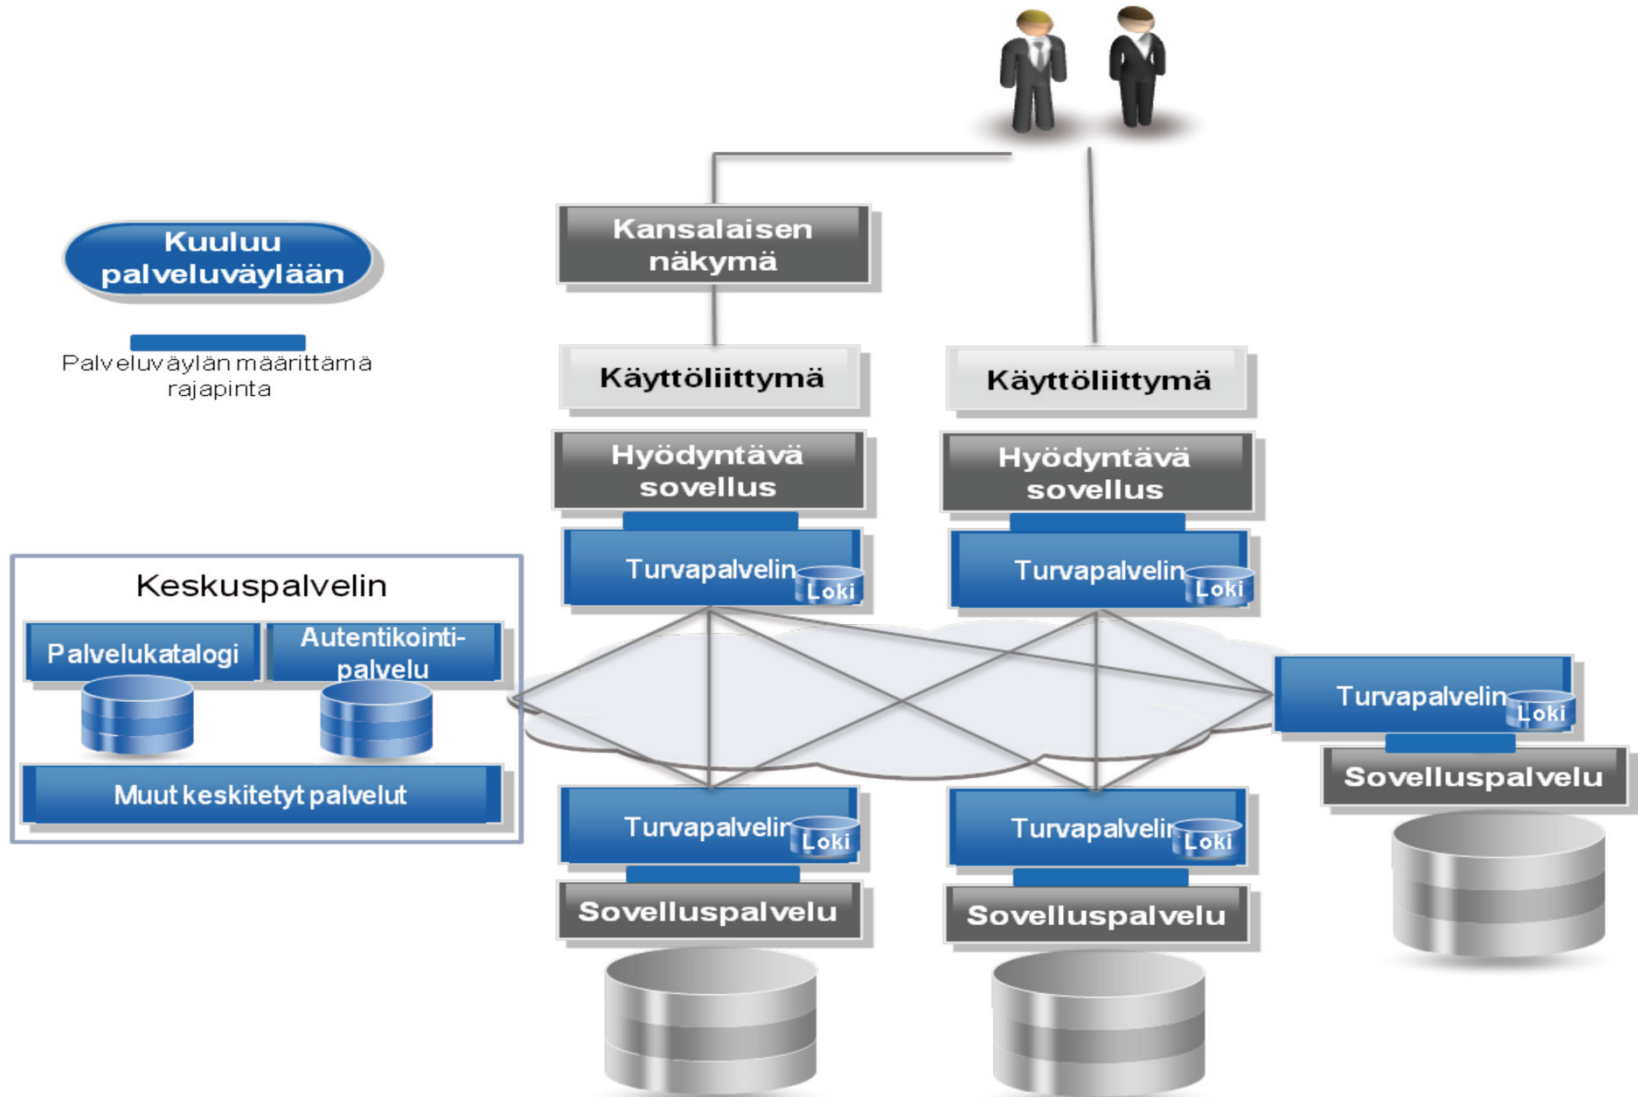 Kansalaisen
näkymä
Kuuluu
palveluväylään
Palveluväylän määrittämä
rajapinta
Käyttöliittymä
Käyttöliittymä
Hyödyntävä
sovellus
Hyödyntävä
sovellus
Turvapalvelin
Loki
Turvapalvelin
Loki
Keskuspalvelin
Palvelukatalogi
Autentikointi-
palvelu
Muut keskitetyt palvelut
Turvapalvelin
Loki
Sovelluspalvelu
Turvapalvelin
Loki
Sovelluspalvelu
Turvapalvelin
Loki
Sovelluspalvelu